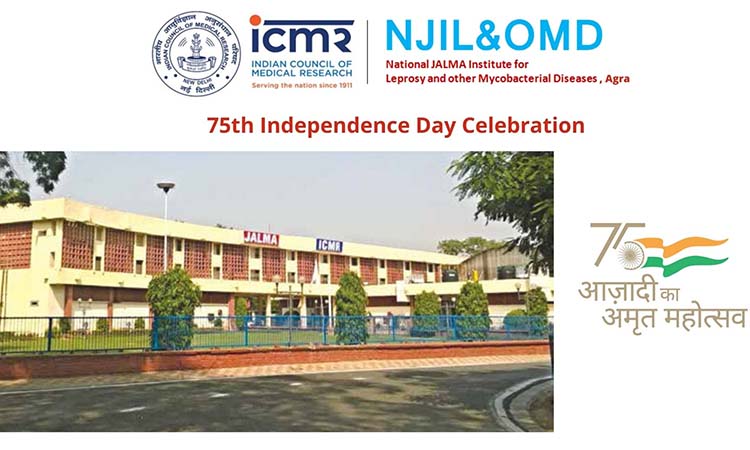 भारतीय आयुर्विज्ञान अनुसंधान परिषद
INDIAN COUNCIL OF MEDICAL RESEARCH
NEW DELHI
नई दिल्ली
icmr
INDIAN COUNCIL OF
MEDICAL RESEARCH
Serving the nation since 1911
NJIL&OMD
National JALMA Institute for
Leprosy and other Mycobacterial Diseases , Agra
75th Independence Day Celebration
JALMA
ICMR
75
आज़ादी का
अमृत महोत्सव